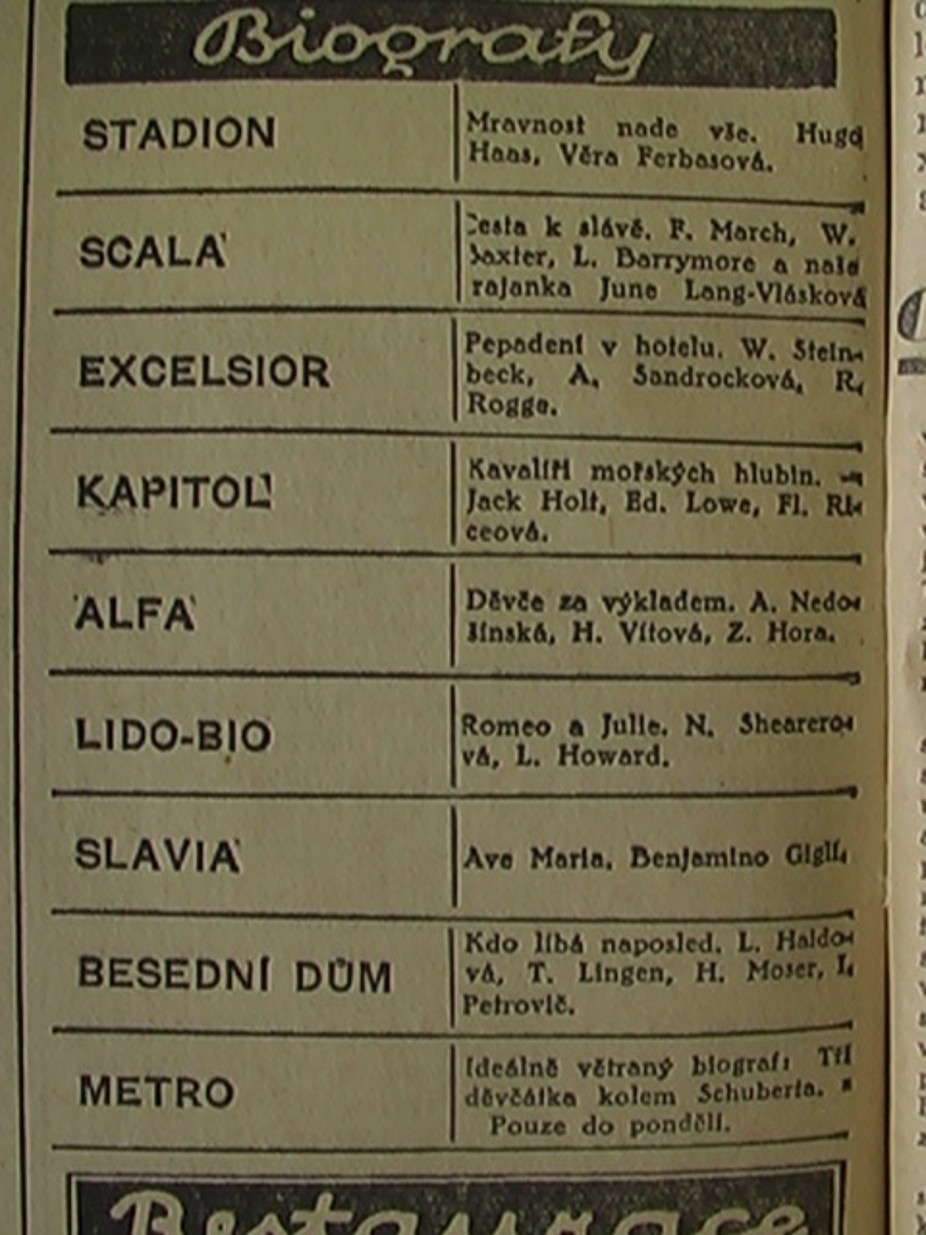 Biografy
STADION
Mravnost nade vše. Hugo
Haas, Věra Ferbasová.
SCALA
Cesta k slávě. F. March, W.
Baxter, L. Barrymore a naše
rajanka June Lang-Vlásková
EXCELSIOR
Pepadení v hotelu. W. Stein-
beck, A. Sandrocková, R.
Rogge.
KAPITOL
Kavalíři mořských hlubin. –
Jack Holt, Ed. Lowe, Fl. Ri-
ceová.
ALFA
Děvče za výkladem. A. Nedo-
šínská, H. Vítová, Z. Hora.
LIDO-BIO
Romeo a Julie. N. Shearero-
vá, L. Howard.
SLAVIA
Ave Maria. Benjamino Gigli.
BESEDNÍ DŮM
Kdo líbá naposled. L. Haido-
vá, T. Lingen, H. Moser, I.
Petrovič.
METRO
Ideálně větraný biograf: Tři
děvčátka kolem Schuberta.
Pouze do pondělí.
Restaurace